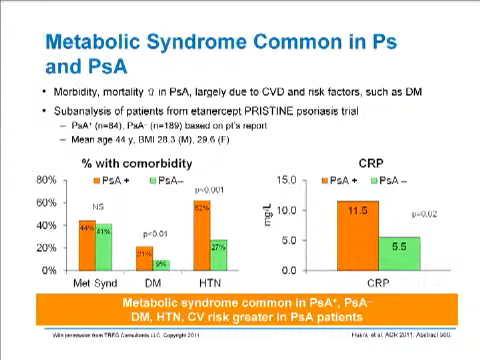 Metabolic Syndrome Common in Ps
and PsA
• Morbidity, mortality ⇧ in PsA, largely due to CVD and risk factors, such as DM
• Subanalysis of patients from etanercept PRISTINE psoriasis trial
– PsA⁺ (n=84), PsA⁻ (n=189) based on pt's report
– Mean age 44 y, BMI 28.3 (M), 29.6 (F)
% with comorbidity
PsA + PsA–
80%
60%
40%
20%
0%
NS
p<0.01
p<0.001
44% 41%
21% 9%
62% 27%
Met Synd DM HTN
CRP
PsA + PsA –
mg/L
15.0
10.0
5.0
0.0
11.5
5.5
p=0.02
CRP
Metabolic syndrome common in PsA⁺, PsA⁻
DM, HTN, CV risk greater in PsA patients
With permission from TREG Consultants LLC, Copyright 2011
et al. ACR 2011. Abstract